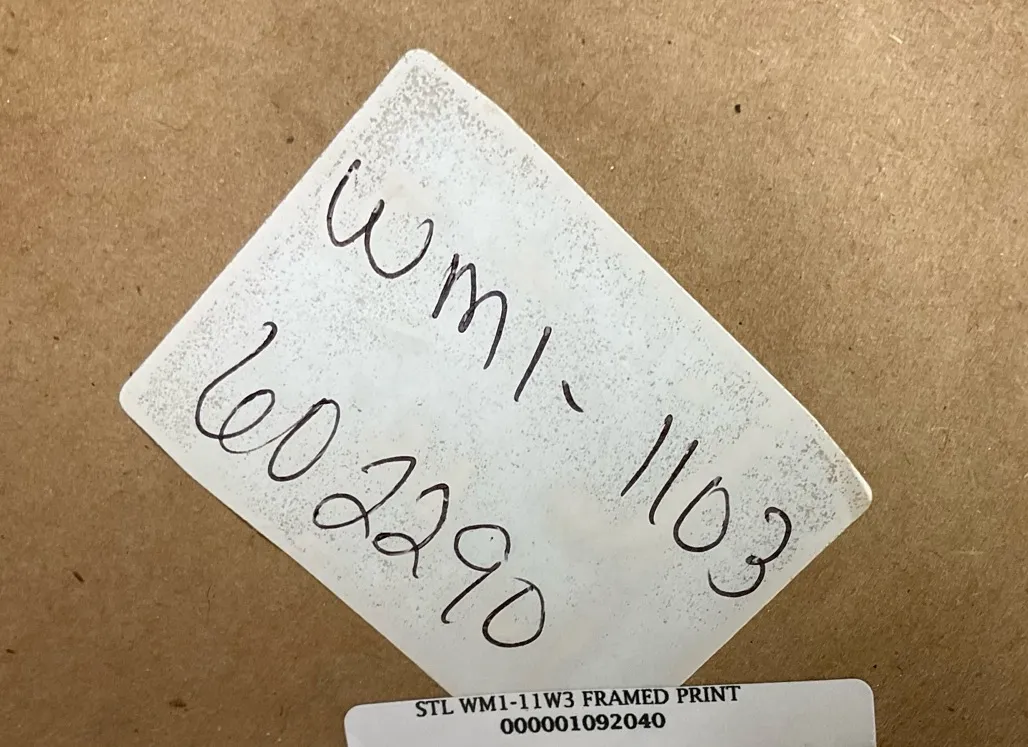 WM1-1103
602290
STL WM1-11W3 FRAMED PRINT
000001092040